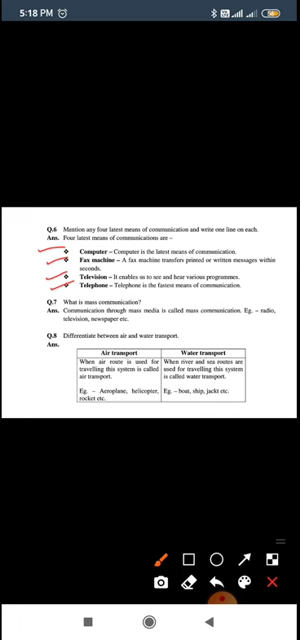 5:18 PM
58
Q.6 Mention any four latest means of communication and write one line on each.
Ans. Four latest means of communications are –
❖ Computer – Computer is the latest means of communication.
❖ Fax machine – A fax machine transfers printed or written messages within
seconds.
❖ Television – It enables us to see and hear various programmes.
❖ Telephone – Telephone is the fastest means of communication.
Q.7 What is mass communication?
Ans. Communication through mass media is called mass communication. Eg. – radio,
television, newspaper etc.
Q.8 Differentiate between air and water transport.
Ans.
Air transport
When air route is used for
travelling this system is called
air transport.
Eg. – Aeroplane, helicopter,
rocket etc.
Water transport
When river and sea routes are
used for travelling this system
is called water transport.
Eg. – boat, ship, jackt etc.